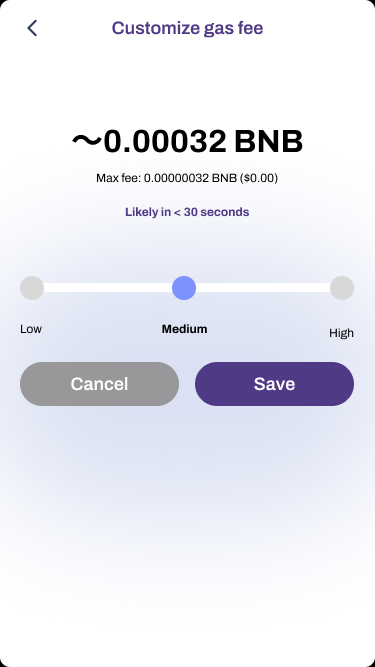 Customize gas fee
～0.00032 BNB
Max fee: 0.00000032 BNB ($0.00)
Likely in < 30 seconds
Low
Medium
High
Cancel
Save